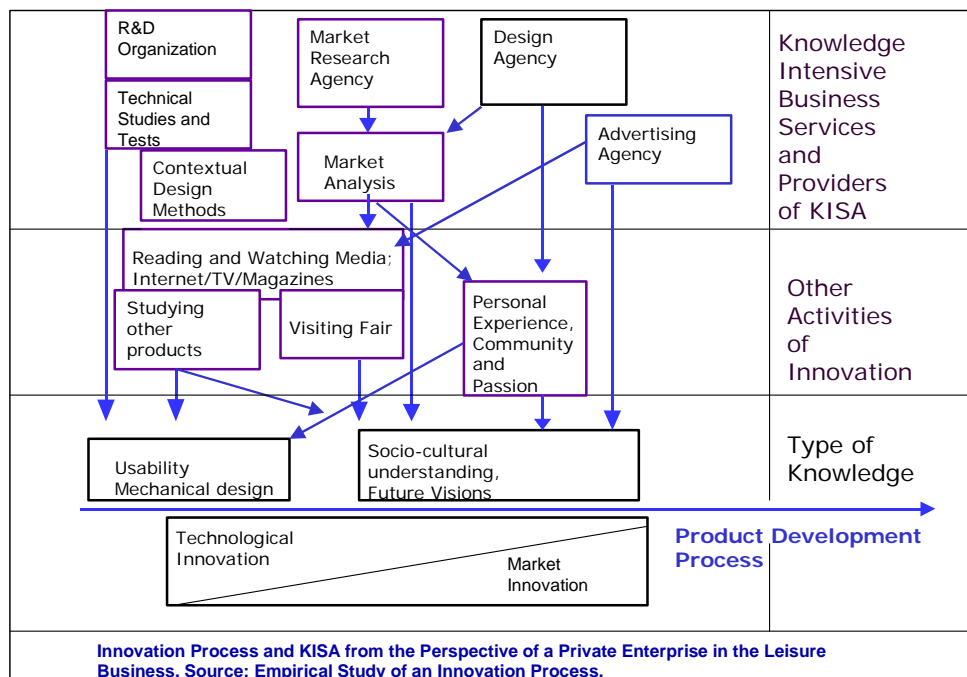 R&D
Organization
Market
Research
Agency
Design
Agency
Knowledge
Intensive
Business
Services
and
Providers
of KISA
Technical
Studies and
Tests
Advertising
Agency
Contextual
Design
Methods
Market
Analysis
Reading and Watching Media;
Internet/TV/Magazines
Studying
other
products
Visiting Fair
Personal
Experience,
Community
and
Passion
Other
Activities
of
Innovation
Usability
Mechanical design
Socio-cultural
understanding,
Future Visions
Type of
Knowledge
Technological
Innovation
Market
Innovation
Product Development
Process
Innovation Process and KISA from the Perspective of a Private Enterprise in the Leisure
Business. Source: Empirical Study of an Innovation Process.